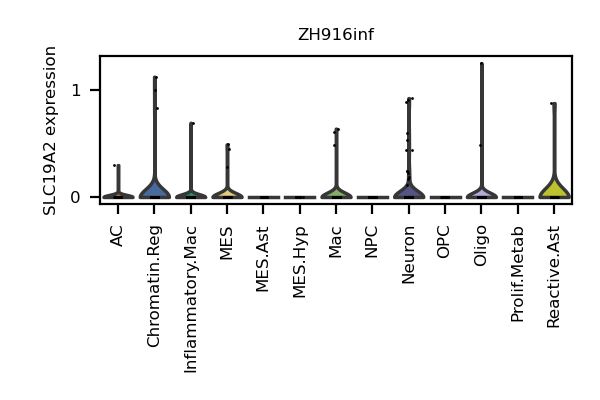 ZH916inf
SLC19A2 expression
1
0
AC
Chromatin.Reg
Inflammatory.Mac
MES
MES.Ast
MES.Hyp
Mac
NPC
Neuron
OPC
Oligo
Prolif.Metab
Reactive.Ast